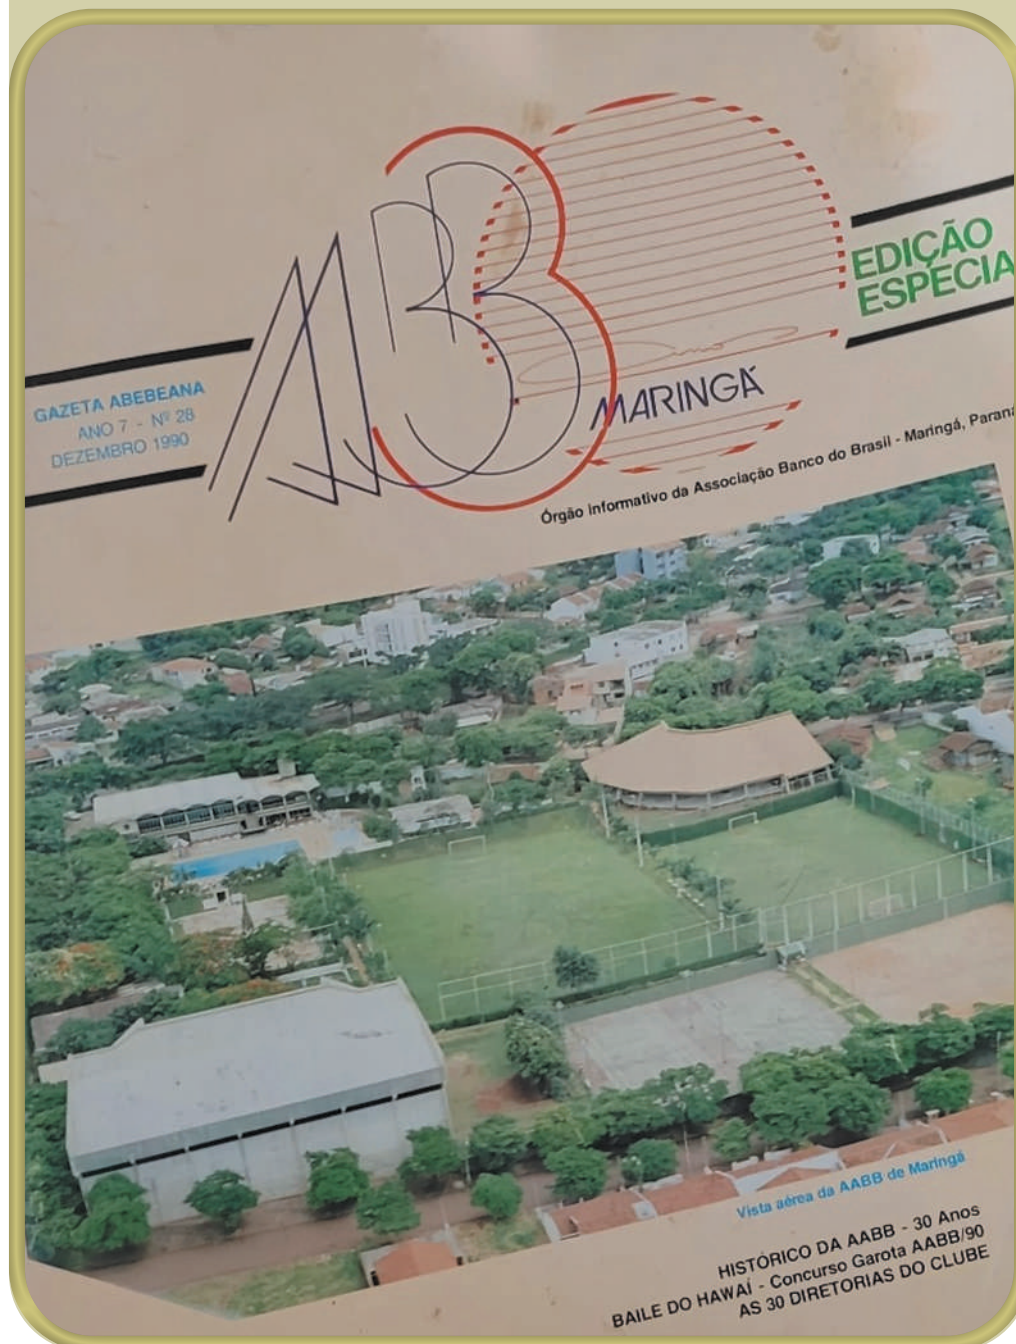 AABB
MARINGÁ
EDIÇÃO
ESPECIA
GAZETA ABEBEANA
ANO 7 - Nº 28
DEZEMBRO 1990
Órgão informativo da Associação Banco do Brasil - Maringá, Paraná
Vista aérea da AABB de Maringá
HISTÓRICO DA AABB - 30 Anos
BAILE DO HAWAÍ - Concurso Garota AABB/90
AS 30 DIRETORIAS DO CLUBE